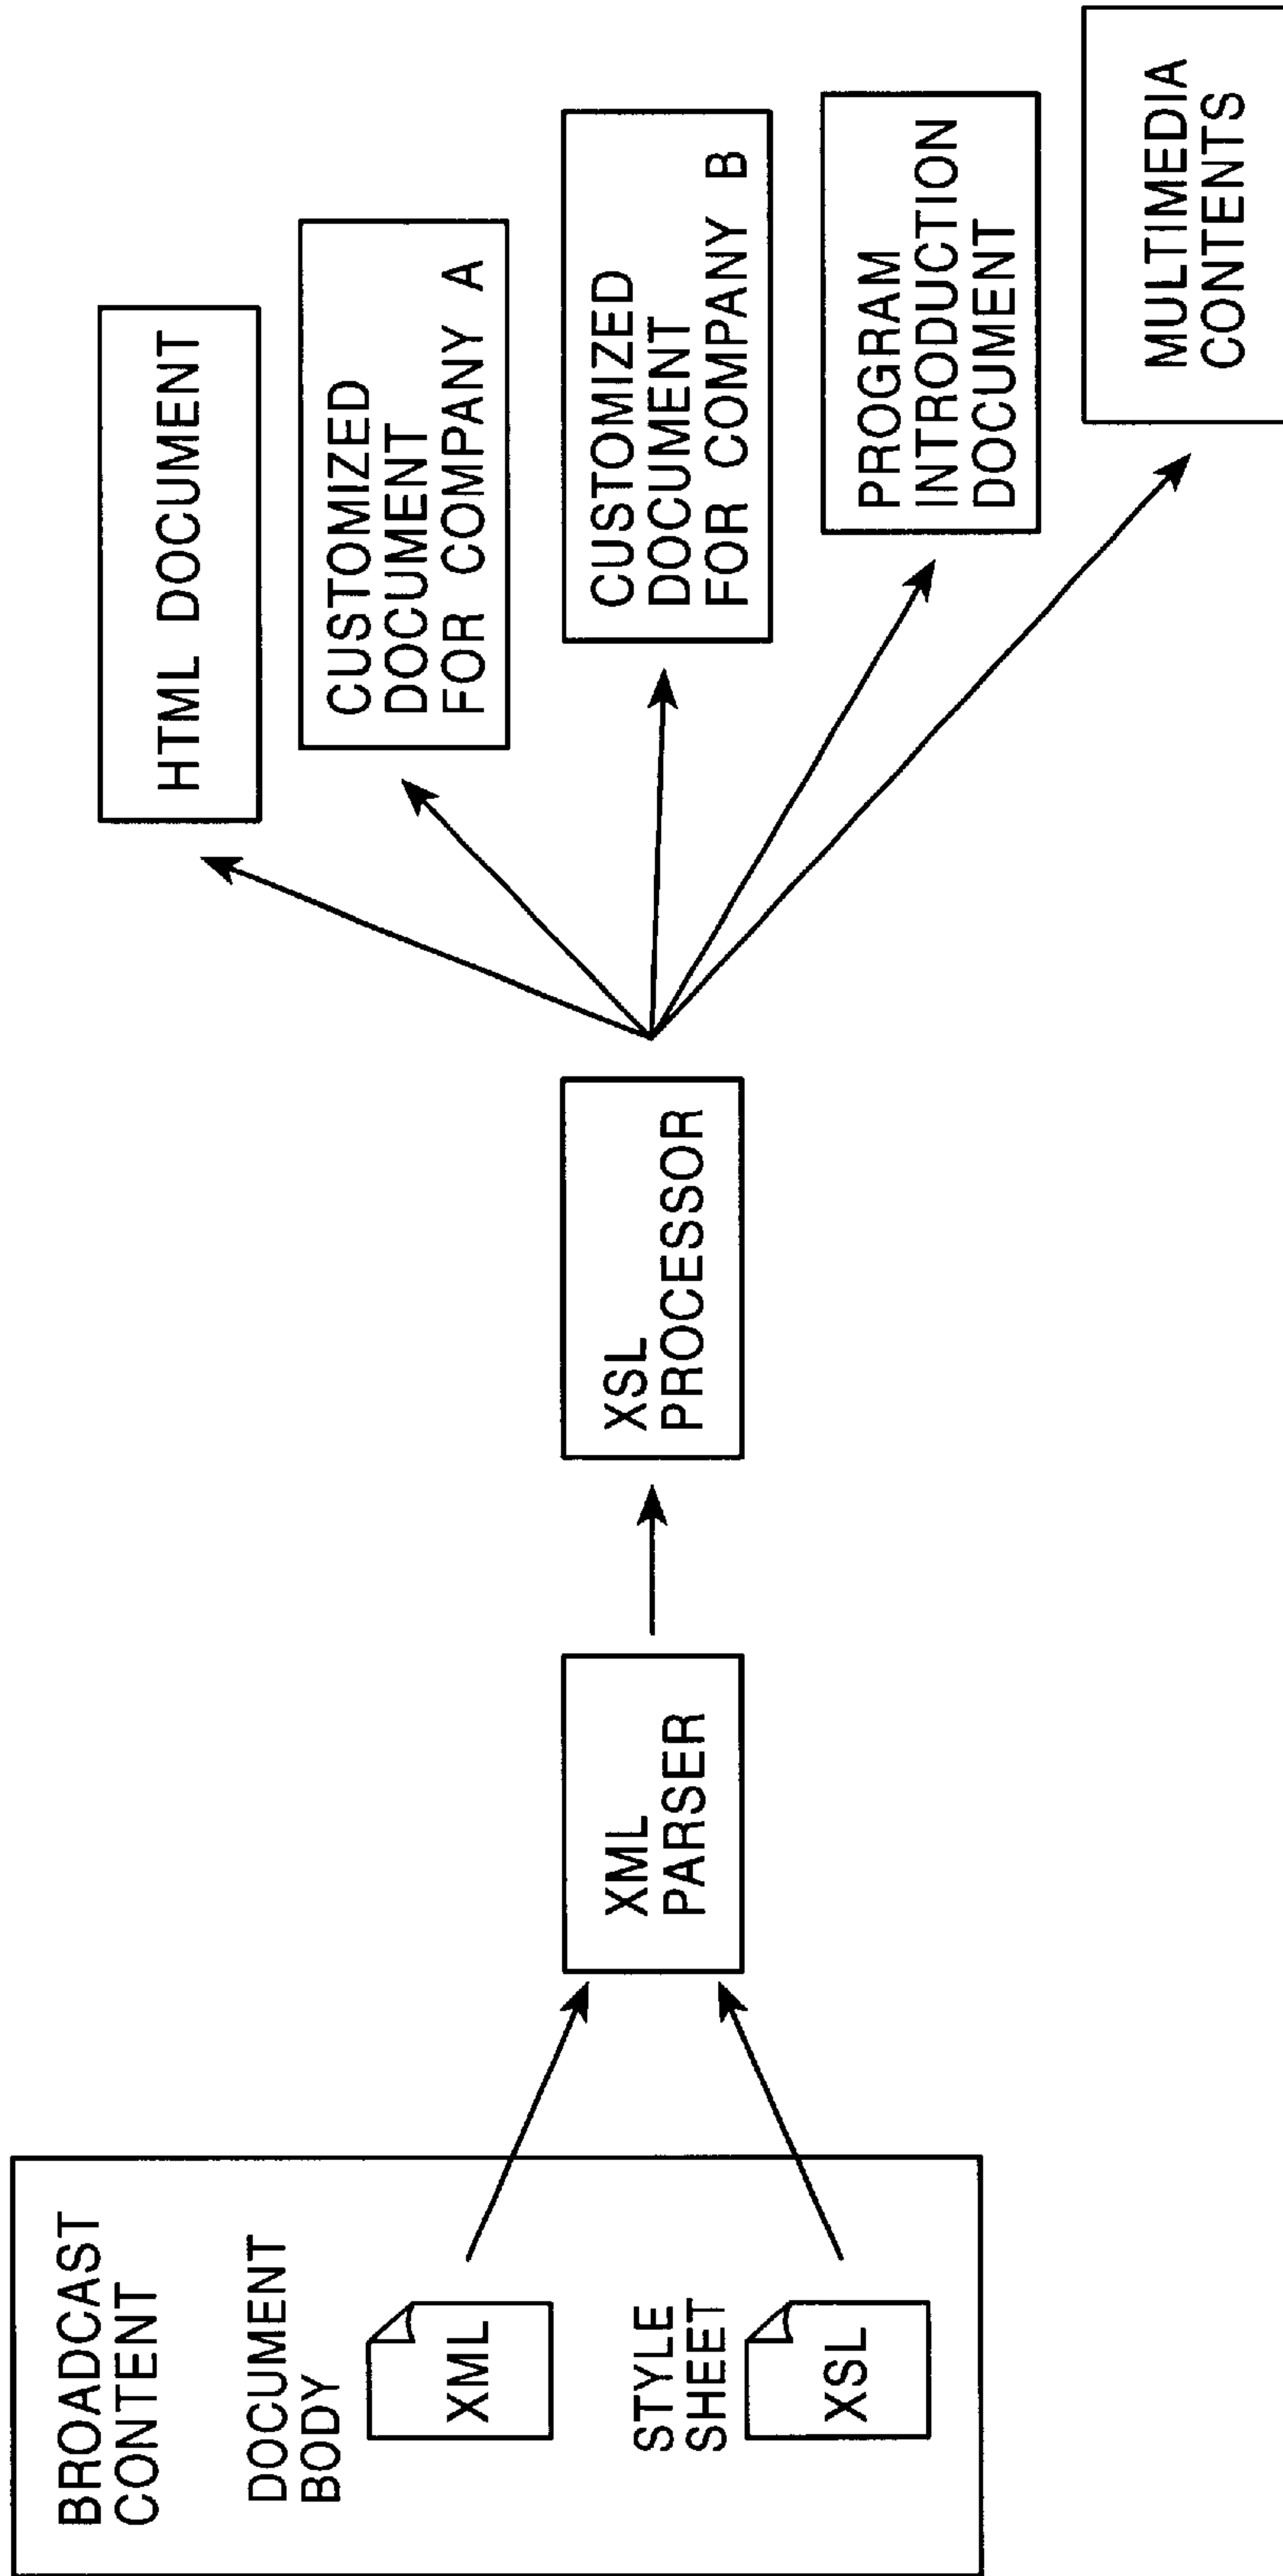 BROADCAST
CONTENT
DOCUMENT
BODY
XML
STYLE
SHEET
XSL
XML
PARSER
XSL
PROCESSOR
HTML DOCUMENT
CUSTOMIZED
DOCUMENT
FOR COMPANY A
CUSTOMIZED
DOCUMENT
FOR COMPANY B
PROGRAM
INTRODUCTION
DOCUMENT
MULTIMEDIA
CONTENTS